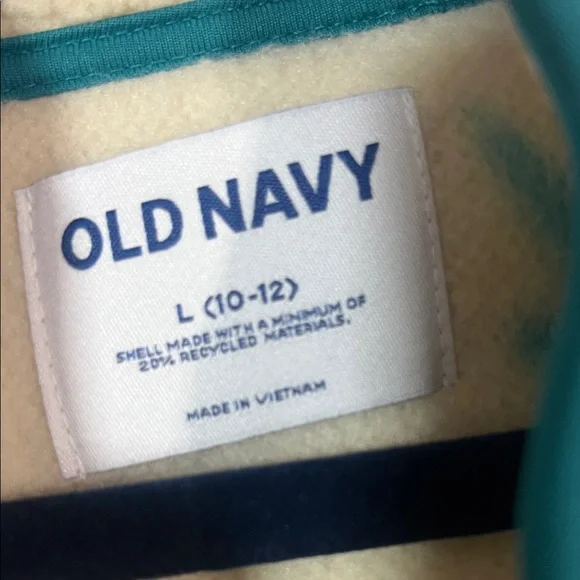 OLD NAVY
L (10-12)
SHELL MADE WITH A MINIMUM OF
20% RECYCLED MATERIALS.
MADE IN VIETNAM